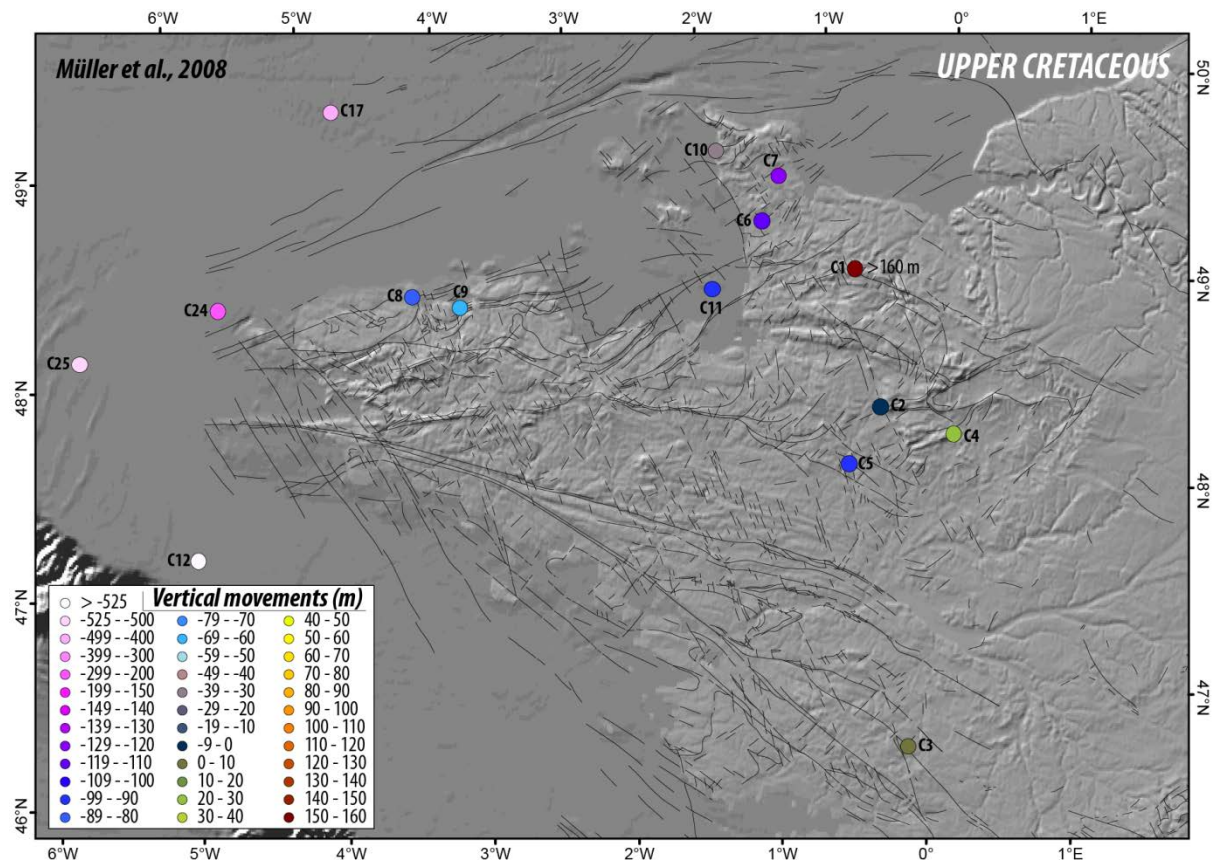 6°W 5°W 4°W 3°W 2°W 1°W 0° 1°E
Müller et al., 2008
UPPER CRETACEOUS
50°N
C17
C10
C7
49°N
C6
C1 >160 m
49°N
C8 C9
C11
C24
C25
48°N
C2
C4
C5
48°N
C12
47°N
47°N
C3
46°N
Vertical movements (m)
> -525
-525 - -500
-499 - -400
-399 - -300
-299 - -200
-199 - -150
-149 - -140
-139 - -130
-129 - -120
-119 - -110
-109 - -100
-99 - -90
-89 - -80
-79 - -70
-69 - -60
-59 - -50
-49 - -40
-39 - -30
-29 - -20
-19 - -10
-9 - 0
0 - 10
10 - 20
20 - 30
30 - 40
40 - 50
50 - 60
60 - 70
70 - 80
80 - 90
90 - 100
100 - 110
110 - 120
120 - 130
130 - 140
140 - 150
150 - 160
6°W 5°W 4°W 3°W 2°W 1°W 0° 1°E